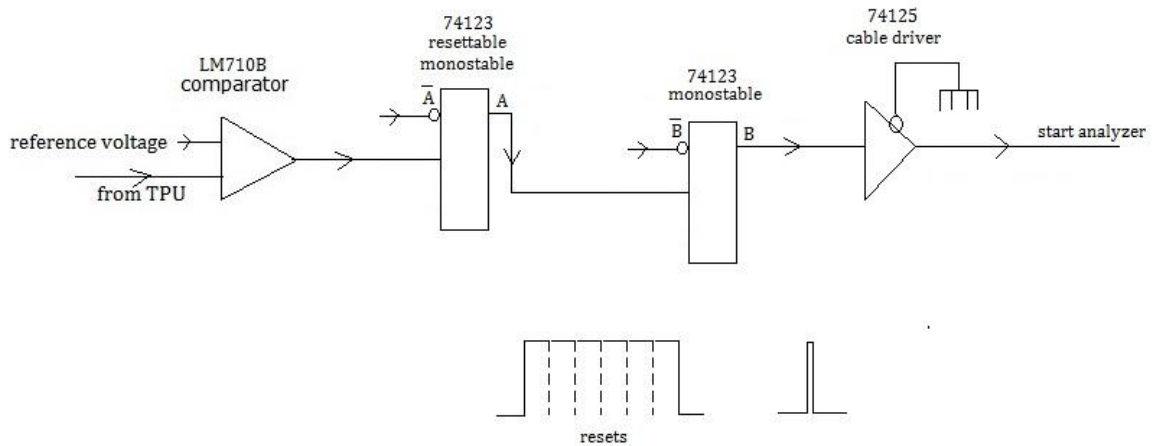 74123
resettable
monostable
74125
cable driver
LM710B
comparator
74123
monostable
A̅
A
B̅
B
reference voltage
from TPU
start analyzer
resets